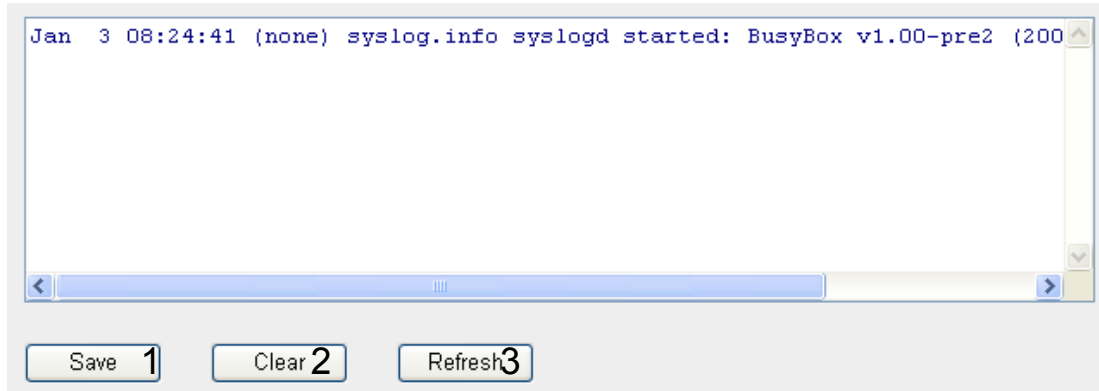 Jan  3 08:24:41 (none) syslog.info syslogd started: BusyBox v1.00-pre2 (200
Save 1 Clear 2 Refresh 3